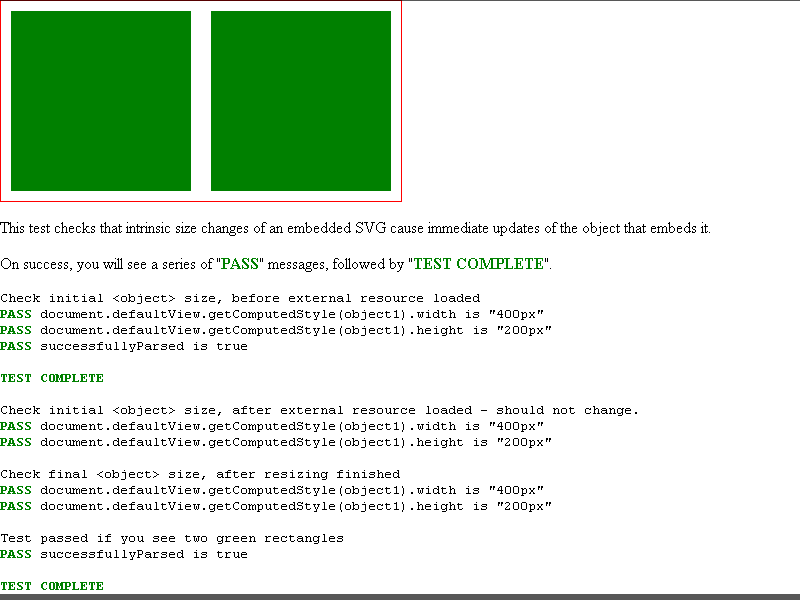 This test checks that intrinsic size changes of an embedded SVG cause immediate updates of the object that embeds it.
On success, you will see a series of "PASS" messages, followed by "TEST COMPLETE".
Check initial <object> size, before external resource loaded
PASS document.defaultView.getComputedStyle(object1).width is "400px"
PASS document.defaultView.getComputedStyle(object1).height is "200px"
PASS successfullyParsed is true
TEST COMPLETE
Check initial <object> size, after external resource loaded - should not change.
PASS document.defaultView.getComputedStyle(object1).width is "400px"
PASS document.defaultView.getComputedStyle(object1).height is "200px"
Check final <object> size, after resizing finished
PASS document.defaultView.getComputedStyle(object1).width is "400px"
PASS document.defaultView.getComputedStyle(object1).height is "200px"
Test passed if you see two green rectangles
PASS successfullyParsed is true
TEST COMPLETE